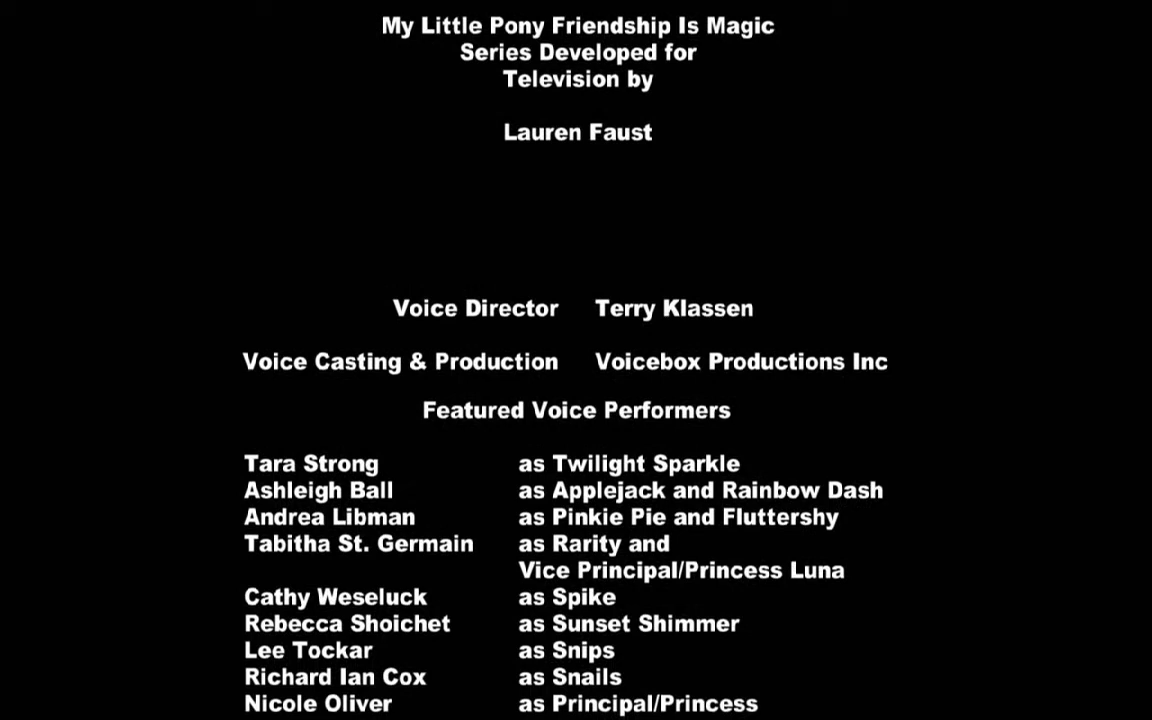 My Little Pony Friendship Is Magic
Series Developed for
Television by
Lauren Faust
Voice Director Terry Klassen
Voice Casting & Production Voicebox Productions Inc
Featured Voice Performers
Tara Strong as Twilight Sparkle
Ashleigh Ball as Applejack and Rainbow Dash
Andrea Libman as Pinkie Pie and Fluttershy
Tabitha St. Germain as Rarity and
Vice Principal/Princess Luna
Cathy Weseluck as Spike
Rebecca Shoichet as Sunset Shimmer
Lee Tockar as Snips
Richard Ian Cox as Snails
Nicole Oliver as Principal/Princess